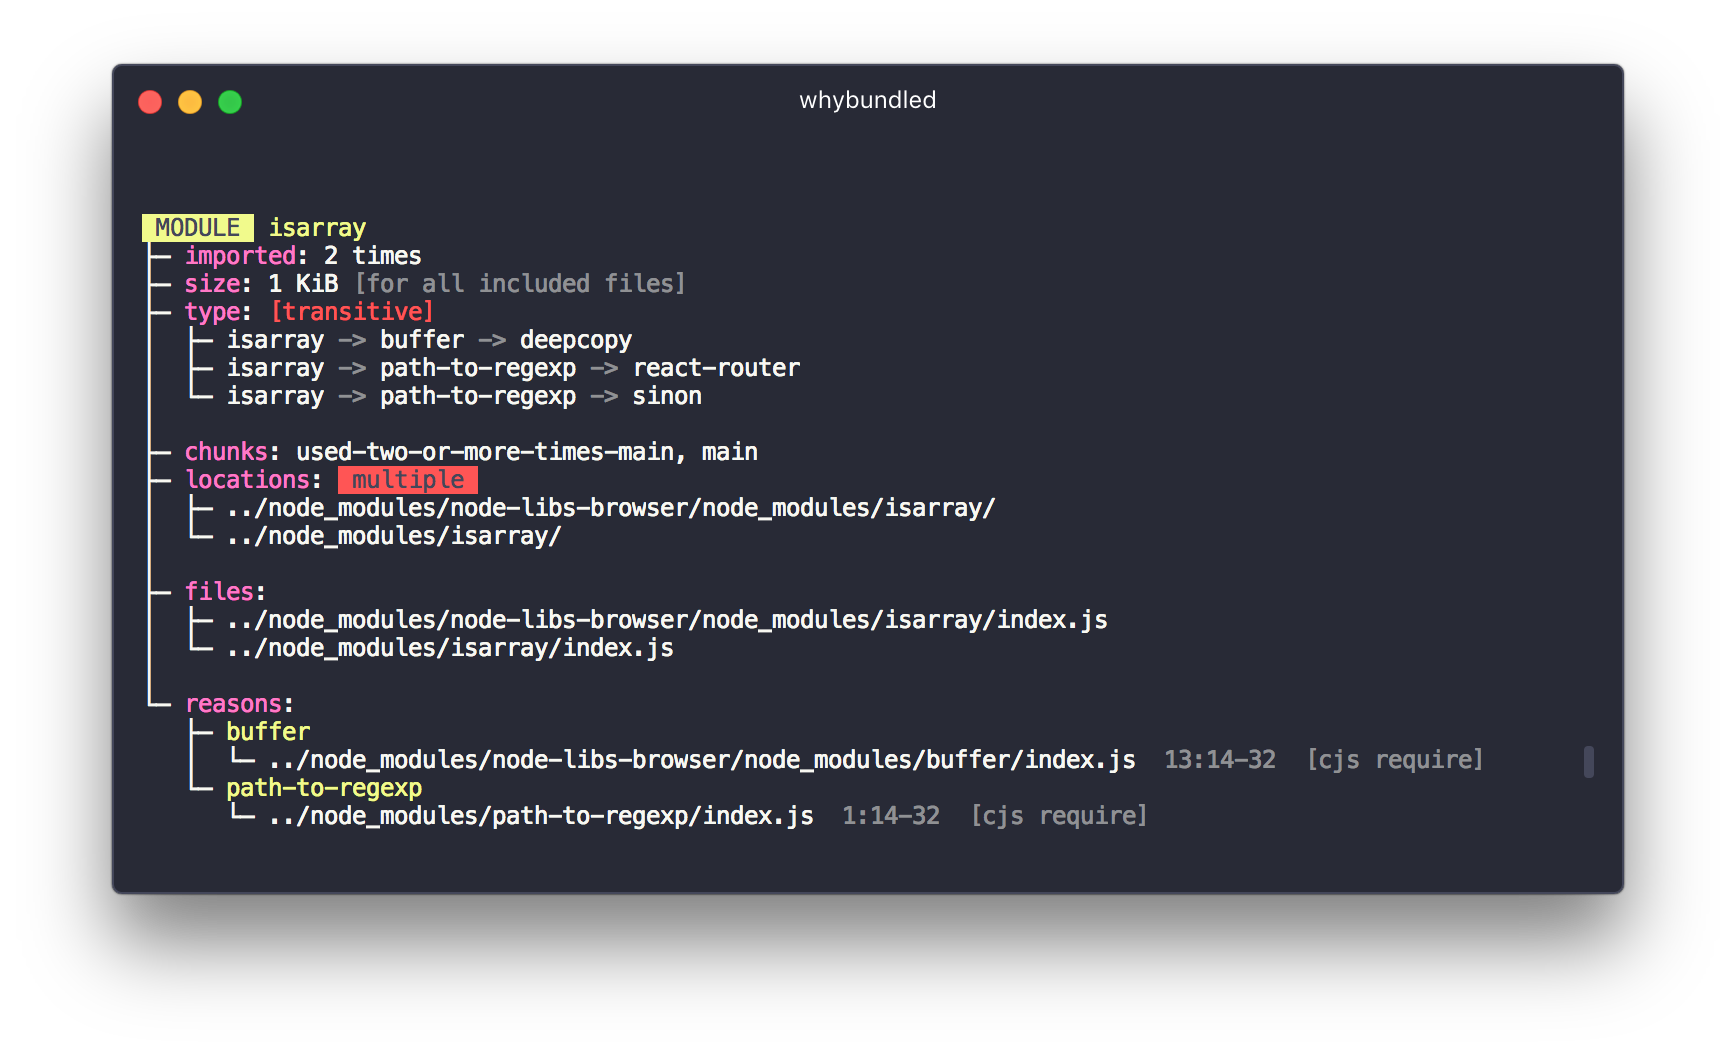 whybundled
MODULE isarray
├─ imported: 2 times
├─ size: 1 KiB [for all included files]
├─ type: [transitive]
│  ├─ isarray -> buffer -> deepcopy
│  ├─ isarray -> path-to-regexp -> react-router
│  └─ isarray -> path-to-regexp -> sinon
├─ chunks: used-two-or-more-times-main, main
├─ locations: multiple
│  ├─ ../node_modules/node-libs-browser/node_modules/isarray/
│  └─ ../node_modules/isarray/
├─ files:
│  ├─ ../node_modules/node-libs-browser/node_modules/isarray/index.js
│  └─ ../node_modules/isarray/index.js
└─ reasons:
   ├─ buffer
   │  └─ ../node_modules/node-libs-browser/node_modules/buffer/index.js  13:14-32  [cjs require]
   └─ path-to-regexp
      └─ ../node_modules/path-to-regexp/index.js  1:14-32  [cjs require]